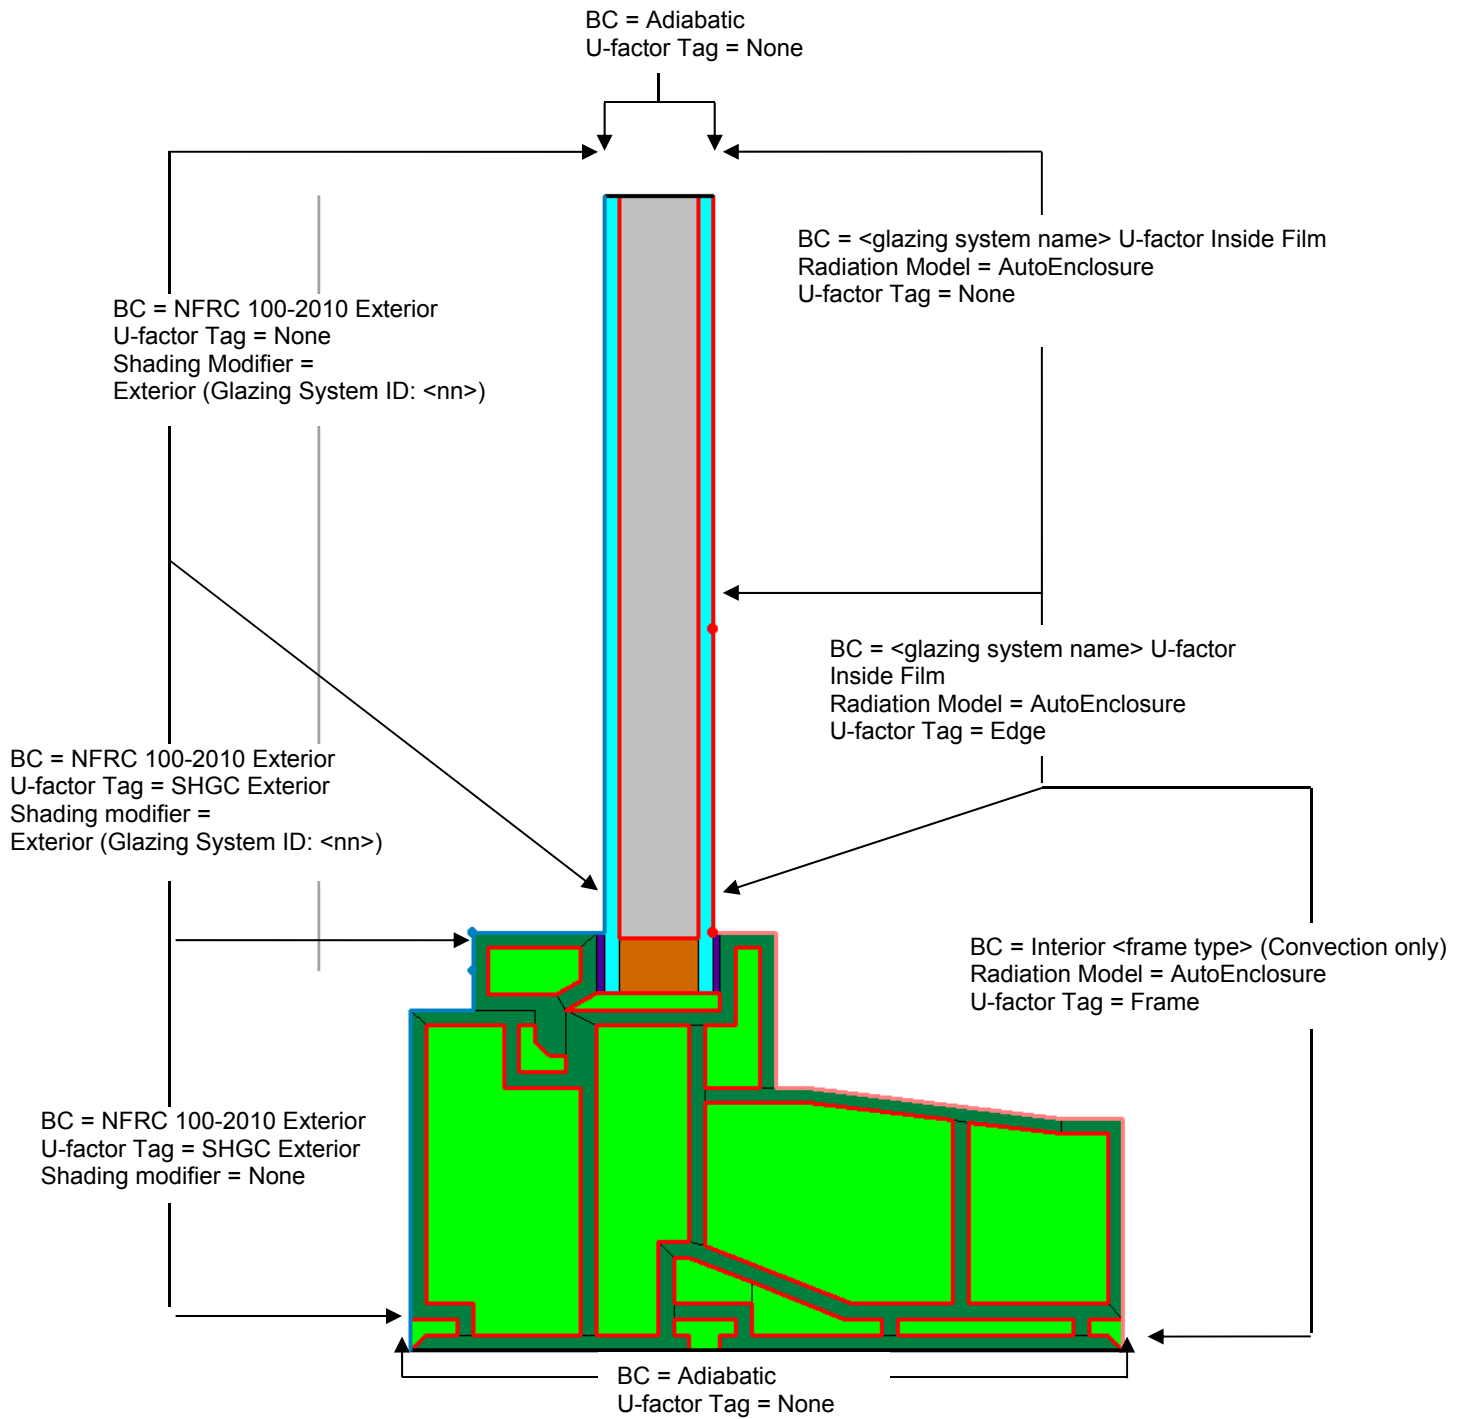 BC = Adiabatic
U-factor Tag = None
BC = <glazing system name> U-factor Inside Film
Radiation Model = AutoEnclosure
U-factor Tag = None
BC = NFRC 100-2010 Exterior
U-factor Tag = None
Shading Modifier =
Exterior (Glazing System ID: <nn>)
BC = <glazing system name> U-factor
Inside Film
Radiation Model = AutoEnclosure
U-factor Tag = Edge
BC = NFRC 100-2010 Exterior
U-factor Tag = SHGC Exterior
Shading modifier =
Exterior (Glazing System ID: <nn>)
BC = Interior <frame type> (Convection only)
Radiation Model = AutoEnclosure
U-factor Tag = Frame
BC = NFRC 100-2010 Exterior
U-factor Tag = SHGC Exterior
Shading modifier = None
BC = Adiabatic
U-factor Tag = None